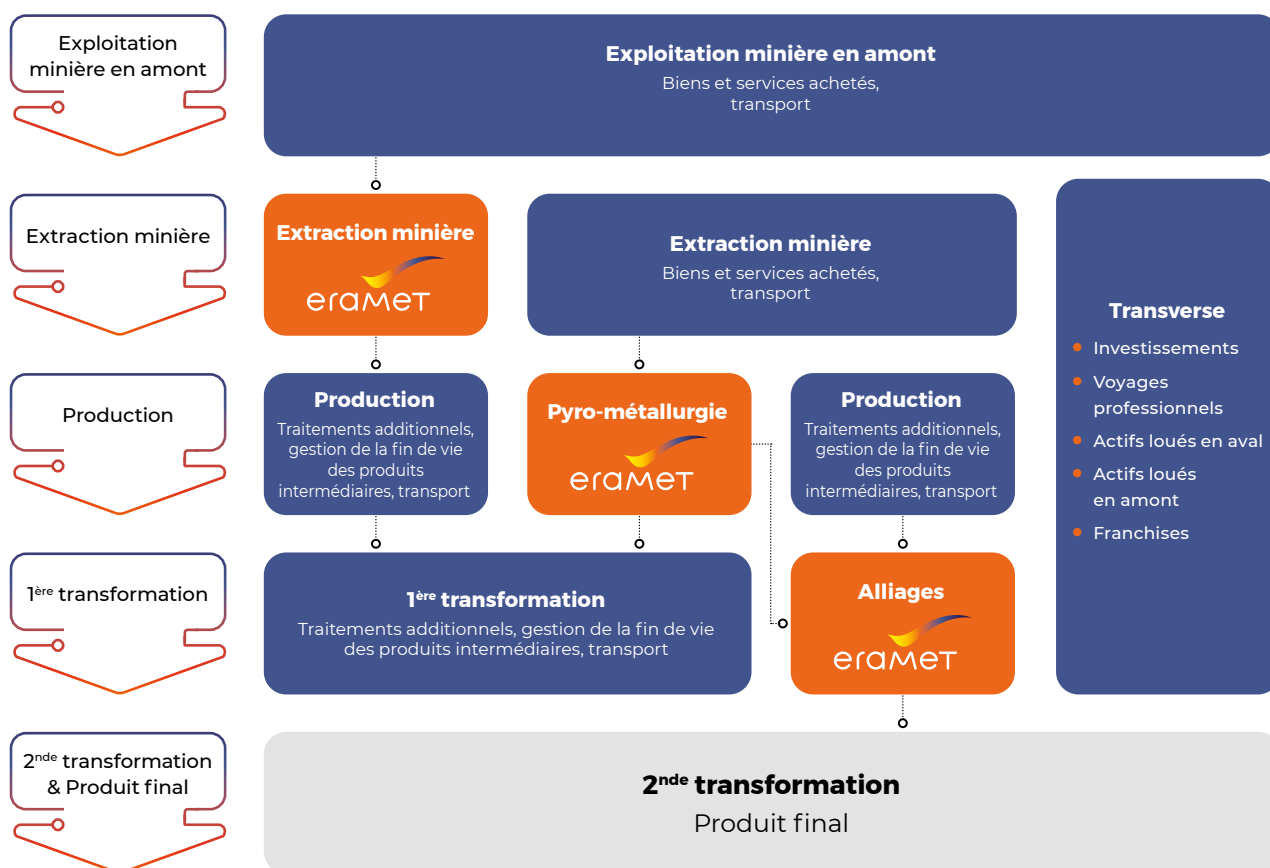 Exploitation
minière en amont
Exploitation minière en amont
Biens et services achetés,
transport
Extraction minière
Extraction minière
eramet
Extraction minière
Biens et services achetés,
transport
Transverse
Investissements
Voyages
professionnels
Actifs loués en aval
Actifs loués
en amont
Franchises
Production
Production
Traitements additionnels,
gestion de la fin de vie
des produits
intermédiaires, transport
Pyro-métallurgie
eramet
Production
Traitements additionnels,
gestion de la fin de vie
des produits
intermédiaires, transport
1ère transformation
1ère transformation
Traitements additionnels, gestion de la fin de vie
des produits intermédiaires, transport
Alliages
eramet
2nde transformation
& Produit final
2nde transformation
Produit final